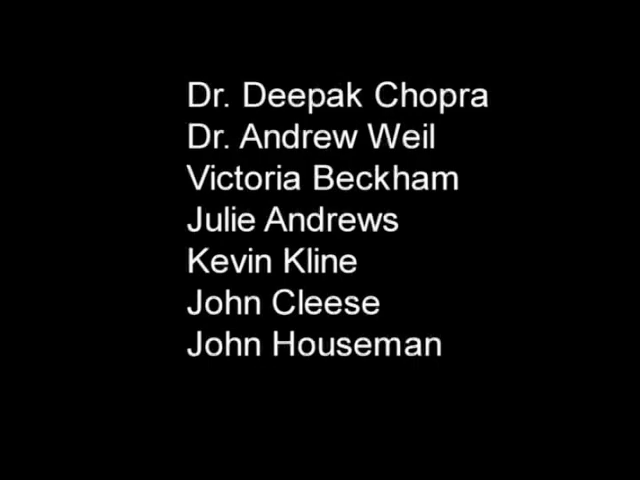 Dr. Deepak Chopra
Dr. Andrew Weil
Victoria Beckham
Julie Andrews
Kevin Kline
John Cleese
John Houseman